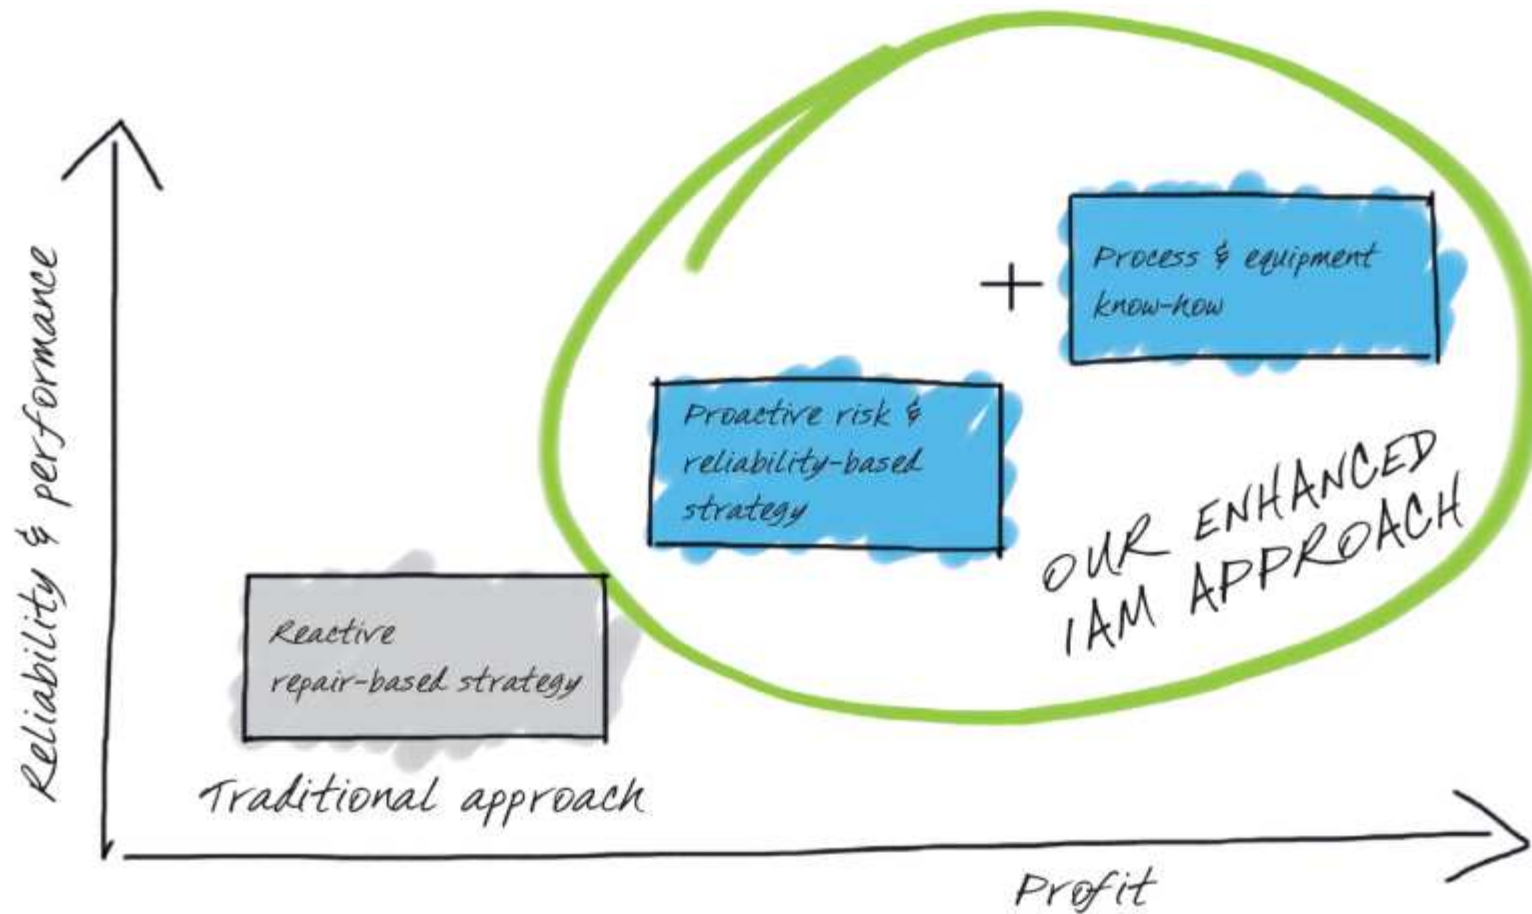 Reliability & performance
Process & equipment
know-how
+
Proactive risk &
reliability-based
strategy
OUR ENHANCED
IAM APPROACH
Reactive
repair-based strategy
Traditional approach
Profit